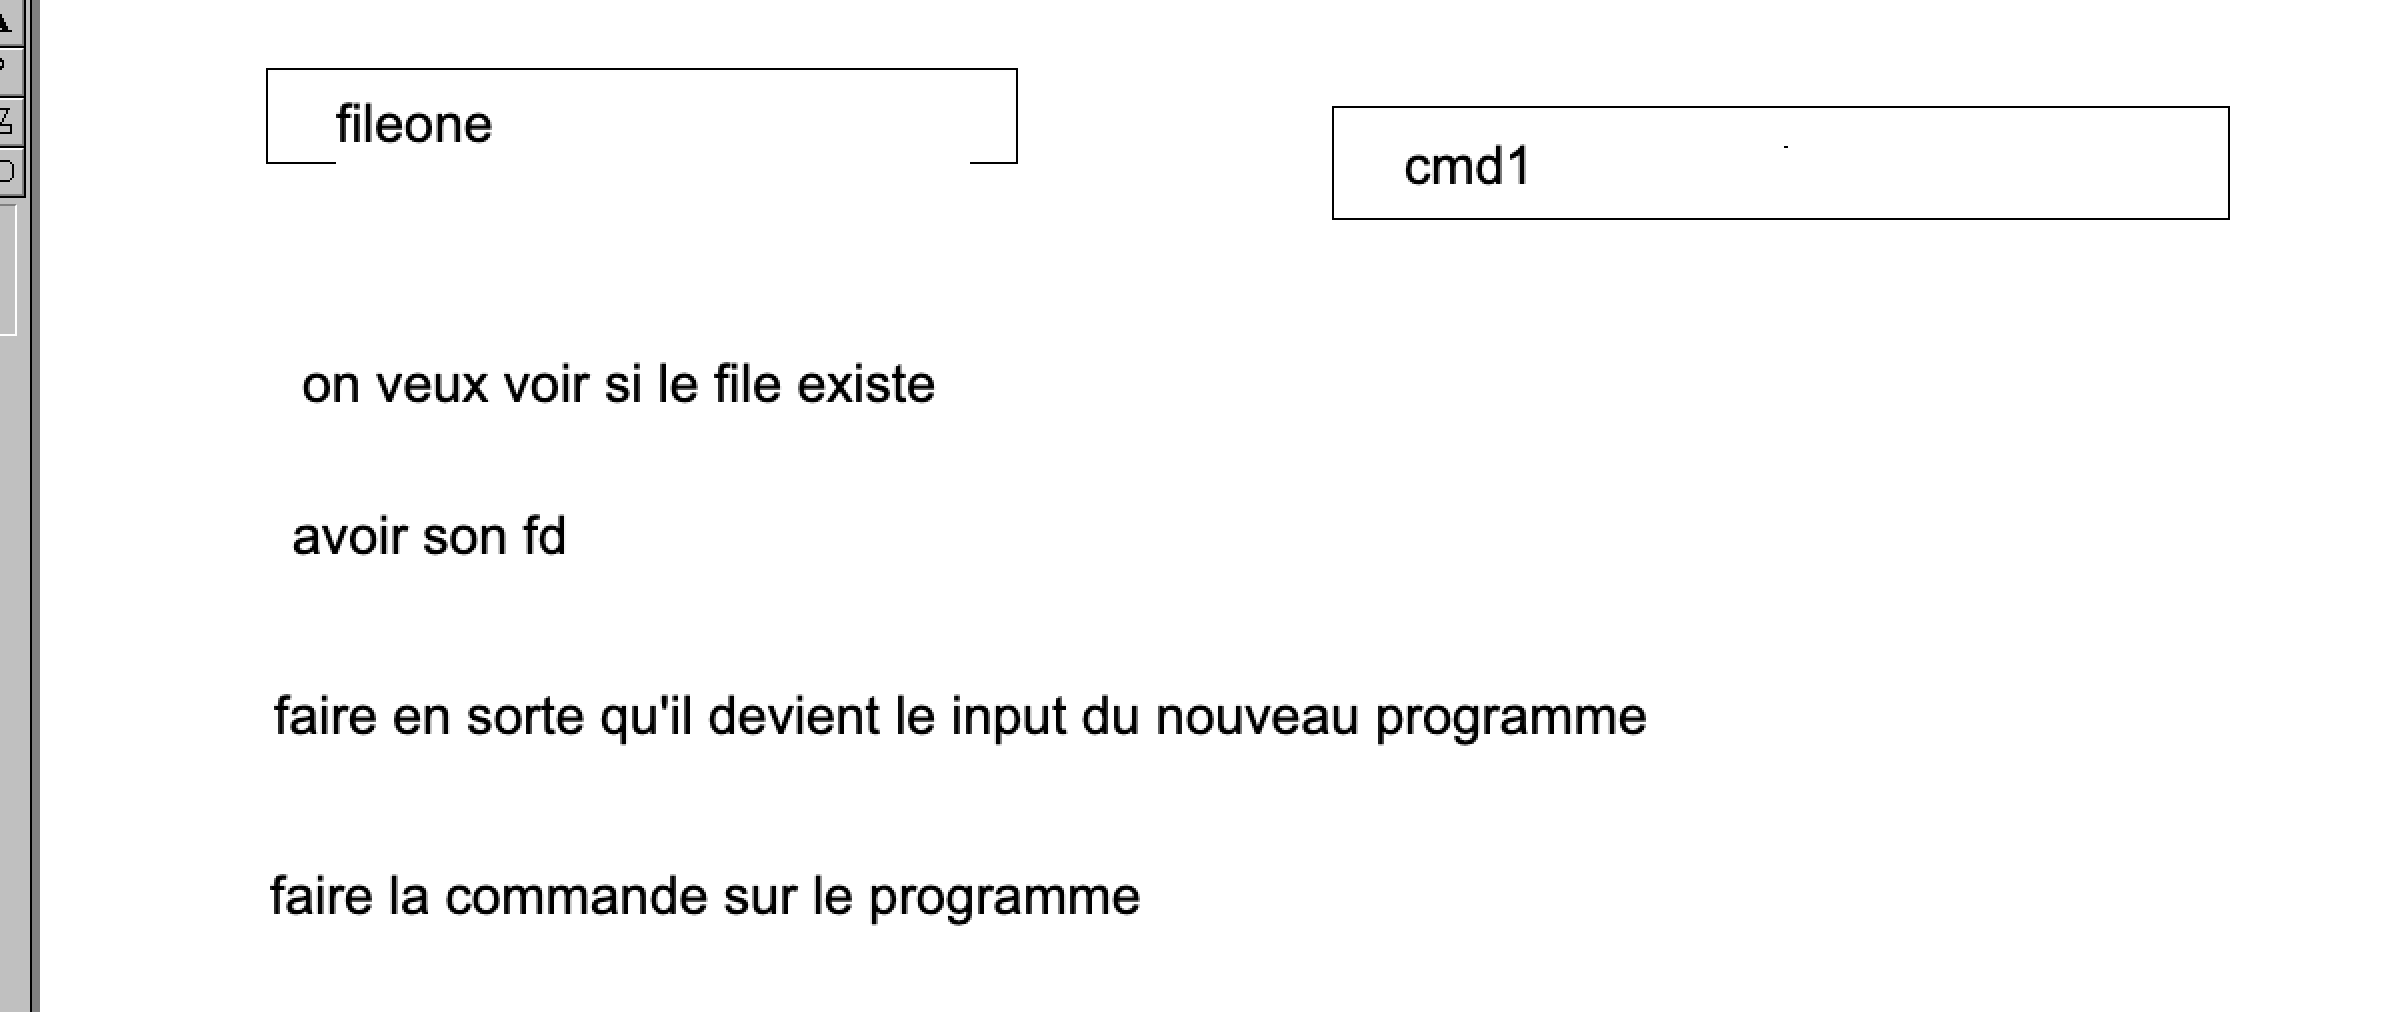 fileone
cmd1
on veux voir si le file existe
avoir son fd
faire en sorte qu'il devient le input du nouveau programme
faire la commande sur le programme